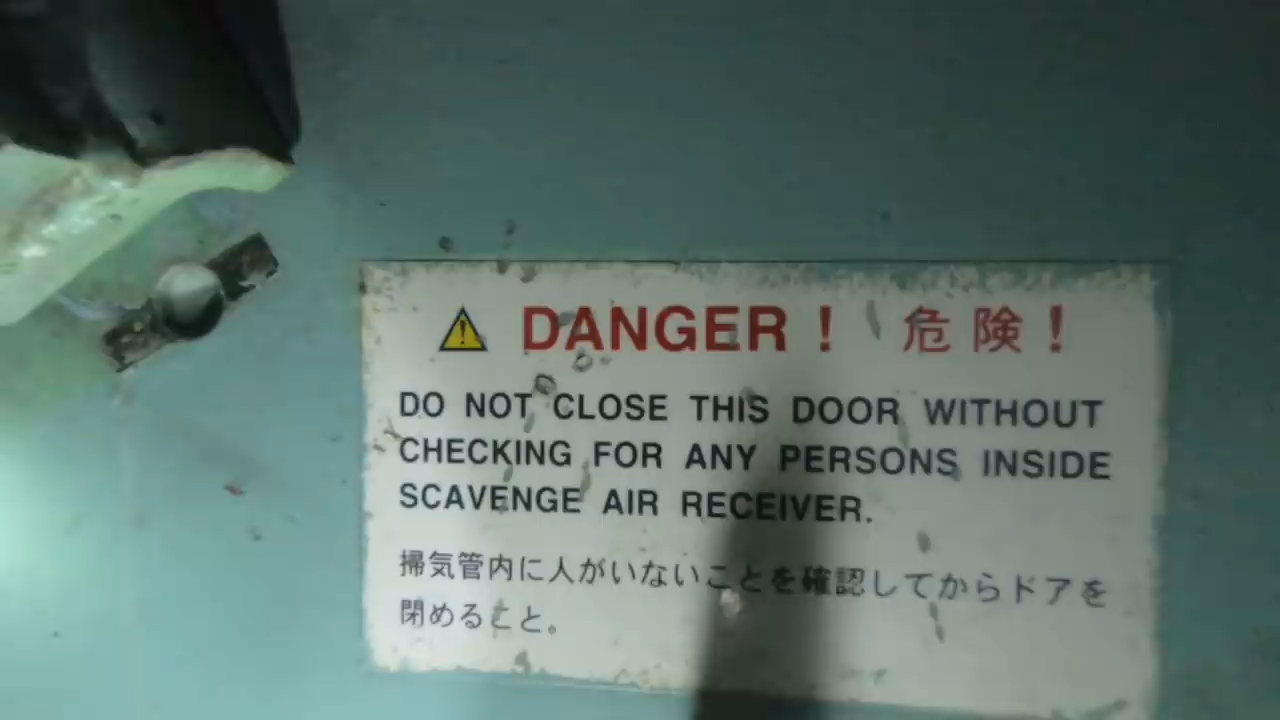 DANGER! 危険!
DO NOT CLOSE THIS DOOR WITHOUT
CHECKING FOR ANY PERSONS INSIDE
SCAVENGE AIR RECEIVER.
掃気管内に人がいないことを確認してからドアを
閉めること。